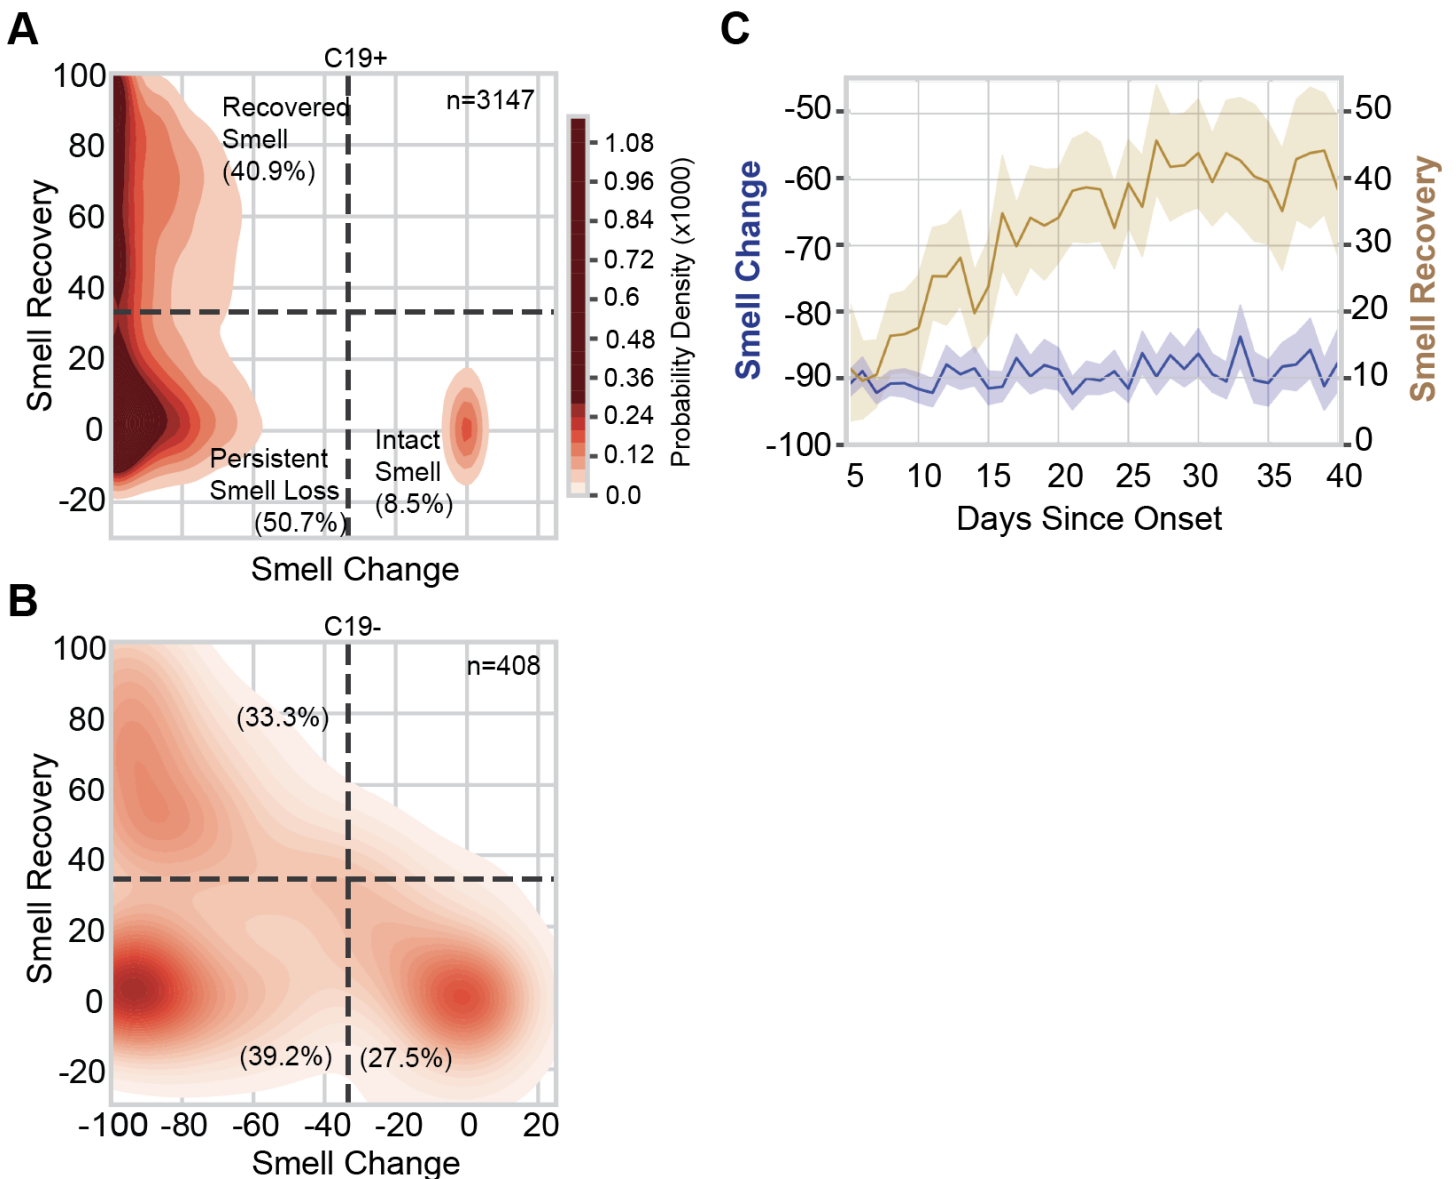 A
C19+
n=3147
Recovered
Smell
(40.9%)
Intact
Smell
(8.5%)
Persistent
Smell Loss
(50.7%)
100
80
60
40
20
0
-20
Smell Recovery
Smell Change
1.08
0.96
0.84
0.72
0.6
0.48
0.36
0.24
0.12
0.0
Probability Density (x1000)
B
C19-
n=408
(33.3%)
(39.2%)
(27.5%)
100
80
60
40
20
0
-20
Smell Recovery
-100 -80 -60 -40 -20 0 20
Smell Change
C
-50
-60
-70
-80
-90
-100
Smell Change
50
40
30
20
10
0
Smell Recovery
5 10 15 20 25 30 35 40
Days Since Onset